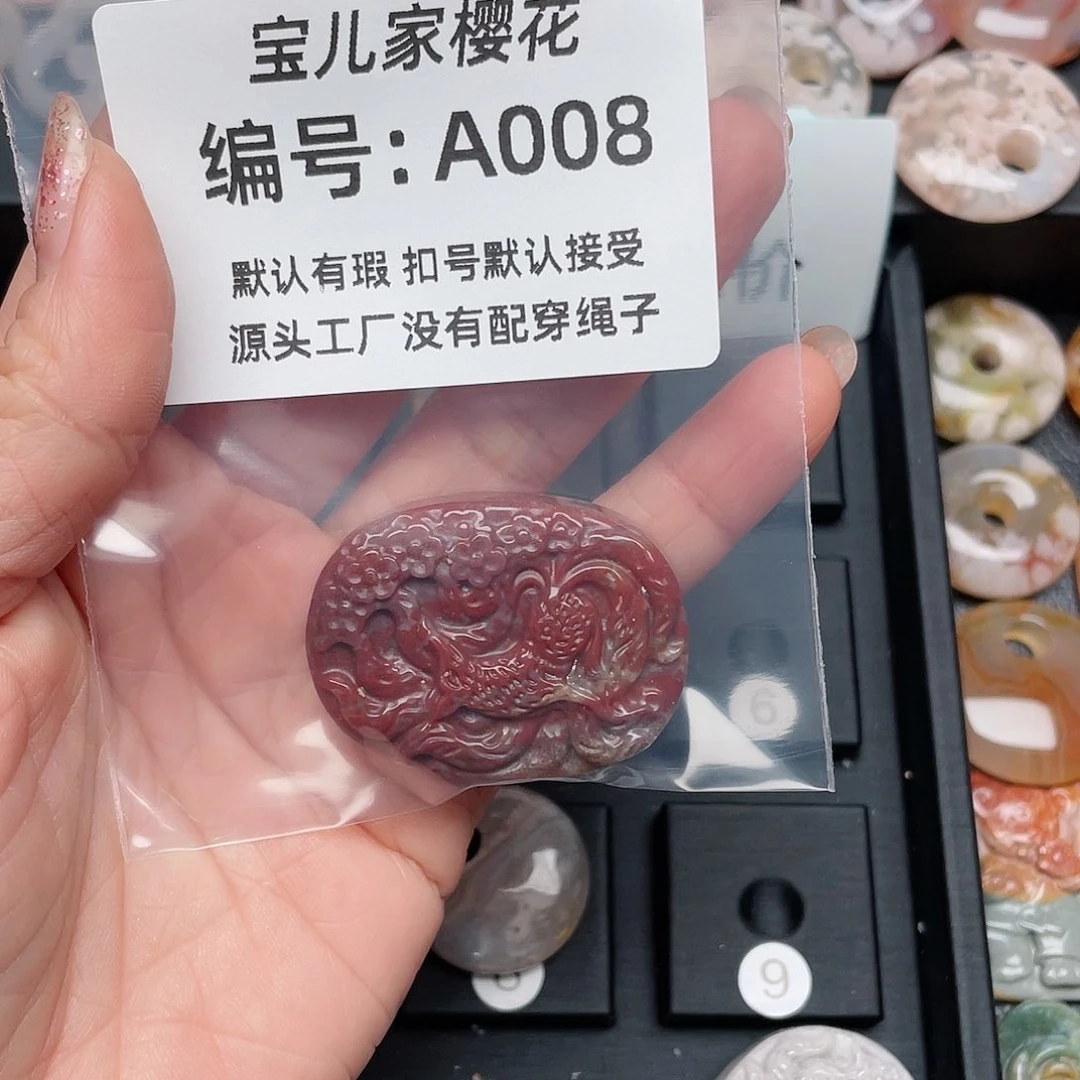 宝儿家樱花
编号：A008
默认有瑕 扣号默认接受
源头工厂没有配穿绳子
6
6
9